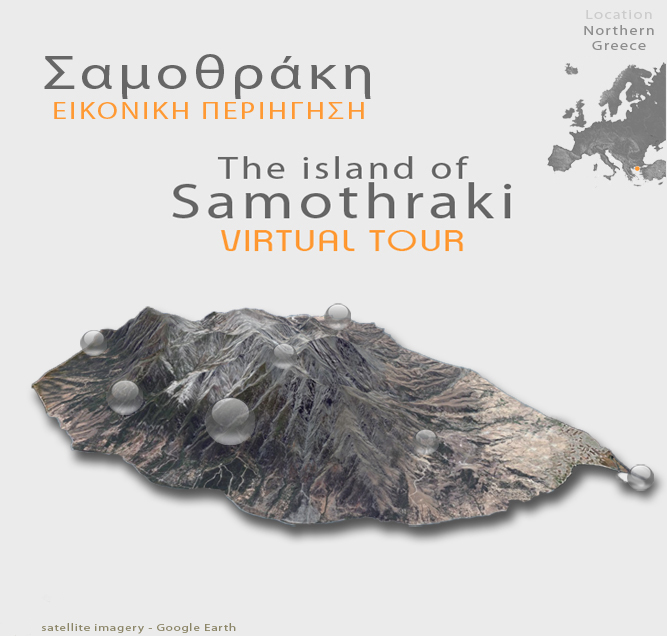 Location
Northern
Greece
Σαμοθράκη
ΕΙΚΟΝΙΚΗ ΠΕΡΙΗΓΗΣΗ
The island of
Samothraki
VIRTUAL TOUR
satellite imagery - Google Earth